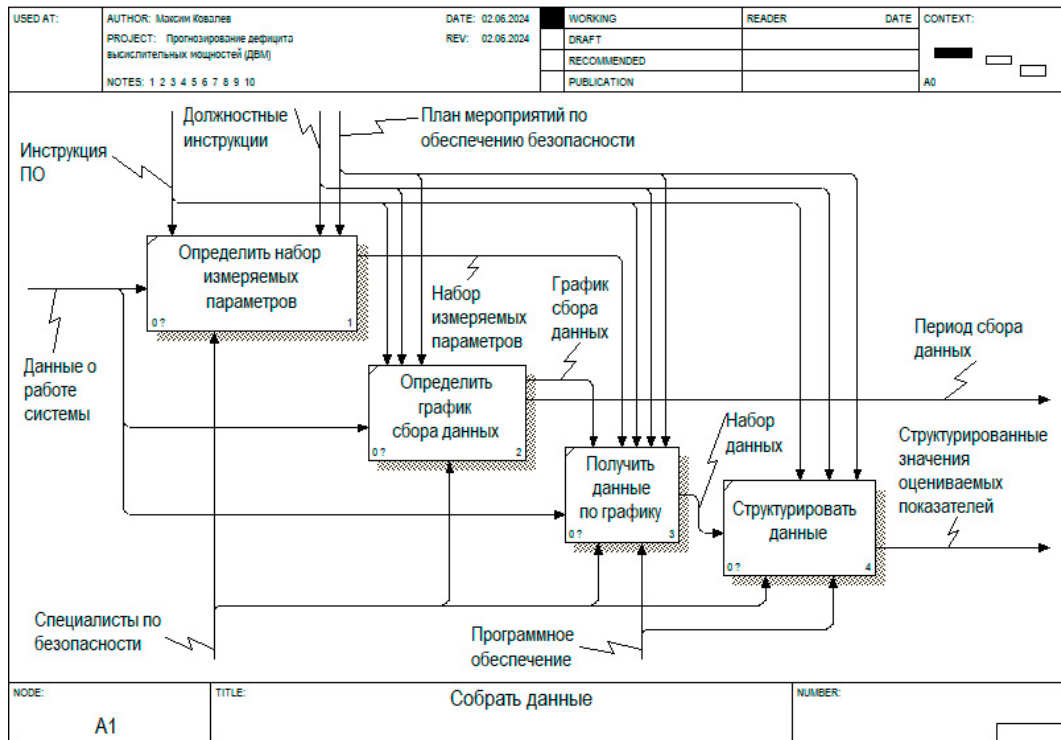 USED AT:
AUTHOR: Максим Ковалев
DATE: 02.06.2024
PROJECT: Прогнозирование дефицита
высислительных мощностей (ДВМ)
REV: 02.06.2024
NOTES: 1 2 3 4 5 6 7 8 9 10
WORKING
DRAFT
RECOMMENDED
PUBLICATION
READER
DATE
CONTEXT:
A0
Должностные
инструкции
План мероприятий по
обеспечению безопасности
Инструкция
ПО
Определить набор
измеряемых
параметров
0 ?
1
Набор
измеряемых
параметров
График
сбора
данных
Период сбора
данных
Данные о
работе
системы
Определить
график
сбора данных
0 ?
2
Набор
данных
Структурированные
значения
оцениваемых
показателей
Получить
данные
по графику
0 ?
3
Структурировать
данные
0 ?
4
Специалисты по
безопасности
Программное
обеспечение
NODE:
A1
TITLE:
Собрать данные
NUMBER: